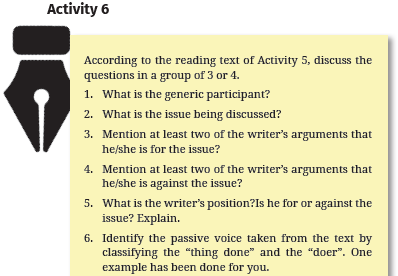 Activity 6
According to the reading text of Activity 5, discuss the
questions in a group of 3 or 4.
1. What is the generic participant?
2. What is the issue being discussed?
3. Mention at least two of the writer's arguments that
he/she is for the issue?
4. Mention at least two of the writer's arguments that
he/she is against the issue?
5. What is the writer's position?Is he for or against the
issue? Explain.
6. Identify the passive voice taken from the text by
classifying the “thing done” and the “doer”. One
example has been done for you.